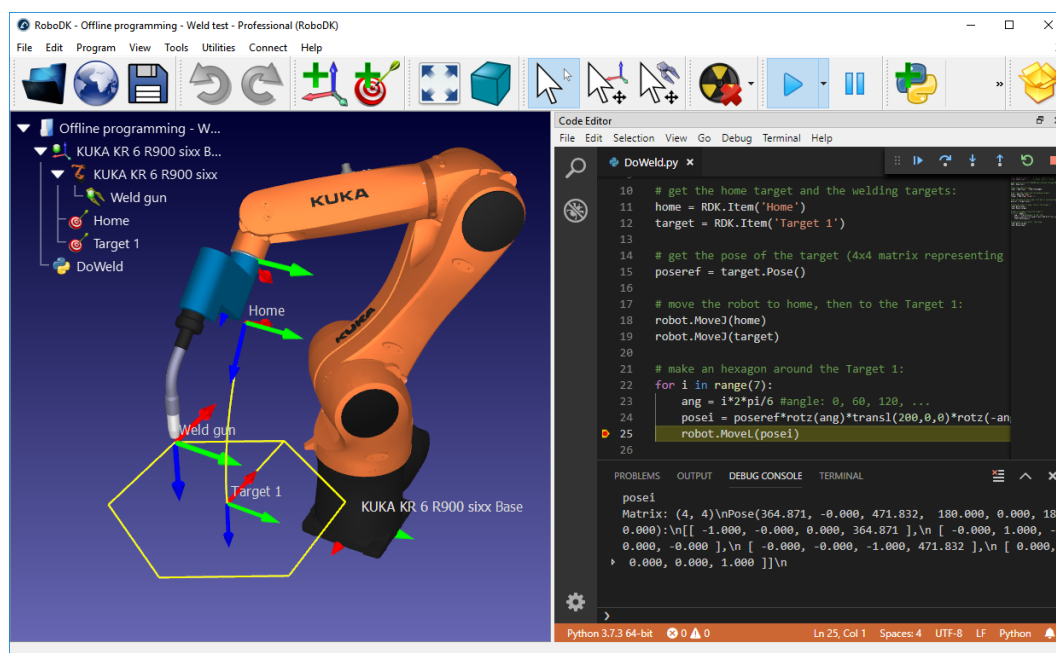 RoboDK - Offline programming - Weld test - Professional (RoboDK)
File Edit Program View Tools Utilities Connect Help
Offline programming - W...
KUKA KR 6 R900 sixx B...
KUKA KR 6 R900 sixx
Weld gun
Home
Target 1
DoWeld
KUKA
KUKA
Home
Weld gun
Target 1
KUKA KR 6 R900 sixx Base
Code Editor
File Edit Selection View Go Debug Terminal Help
DoWeld.py
10 # get the home target and the welding targets:
11 home = RDK.Item('Home')
12 target = RDK.Item('Target 1')
13
14 # get the pose of the target (4x4 matrix representing
15 poseref = target.Pose()
16
17 # move the robot to home, then to the Target 1:
18 robot.MoveJ(home)
19 robot.MoveJ(target)
20
21 # make an hexagon around the Target 1:
22 for i in range(7):
23 ang = i*2*pi/6 #angle: 0, 60, 120, ...
24 posei = poseref*rotz(ang)*transl(200,0,0)*rotz(-an
25 robot.MoveL(posei)
26
PROBLEMS OUTPUT DEBUG CONSOLE TERMINAL
posei
Matrix: (4, 4)\nPose(364.871, -0.000, 471.832, 180.000, 0.000, 18
0.000):\n[[ -1.000, -0.000, 0.000, 364.871 ],\n [ -0.000, 1.000, -
0.000, -0.000 ],\n [ -0.000, -0.000, -1.000, 471.832 ],\n [ 0.000,
0.000, 0.000, 1.000 ]]\n
Python 3.7.3 64-bit 0 0 Ln 25, Col 1 Spaces: 4 UTF-8 LF Python